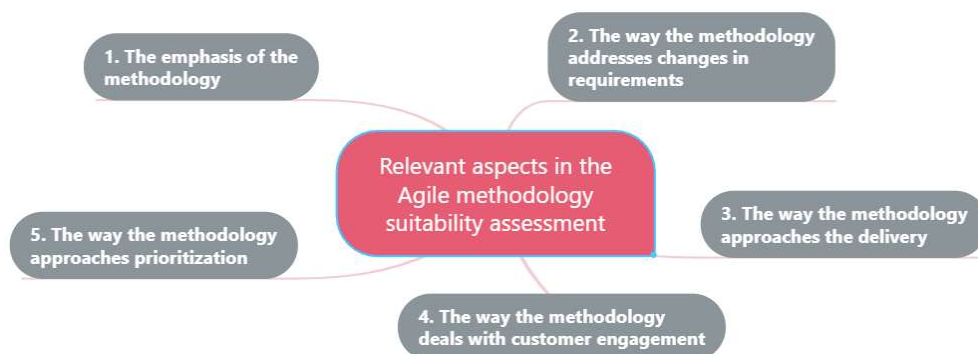 1. The emphasis of the
methodology
2. The way the methodology
addresses changes in
requirements
Relevant aspects in the
Agile methodology
suitability assessment
3. The way the methodology
approaches the delivery
5. The way the methodology
approaches prioritization
4. The way the methodology
deals with customer engagement